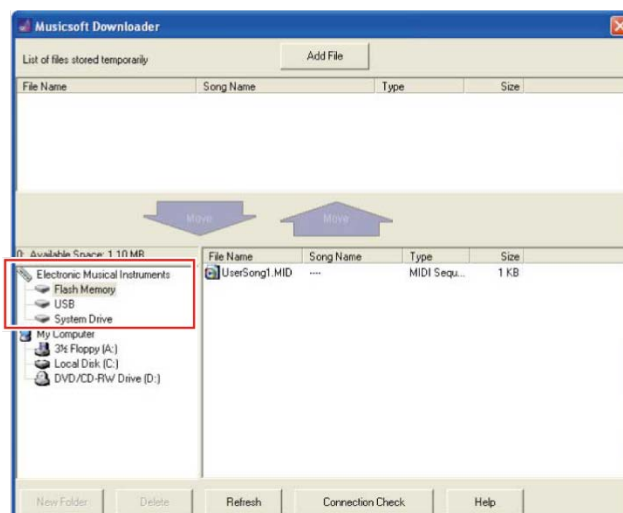 Musicsoft Downloader
List of files stored temporarily
Add File
File Name Song Name Type Size
Move Move
0: Available Space: 1.10 MB
Electronic Musical Instruments
Flash Memory
USB
System Drive
My Computer
3½ Floppy (A:)
Local Disk (C:)
DVD/CD-RW Drive (D:)
File Name Song Name Type Size
UserSong1.MID ---- MIDI Sequ... 1 KB
New Folder Delete Refresh Connection Check Help